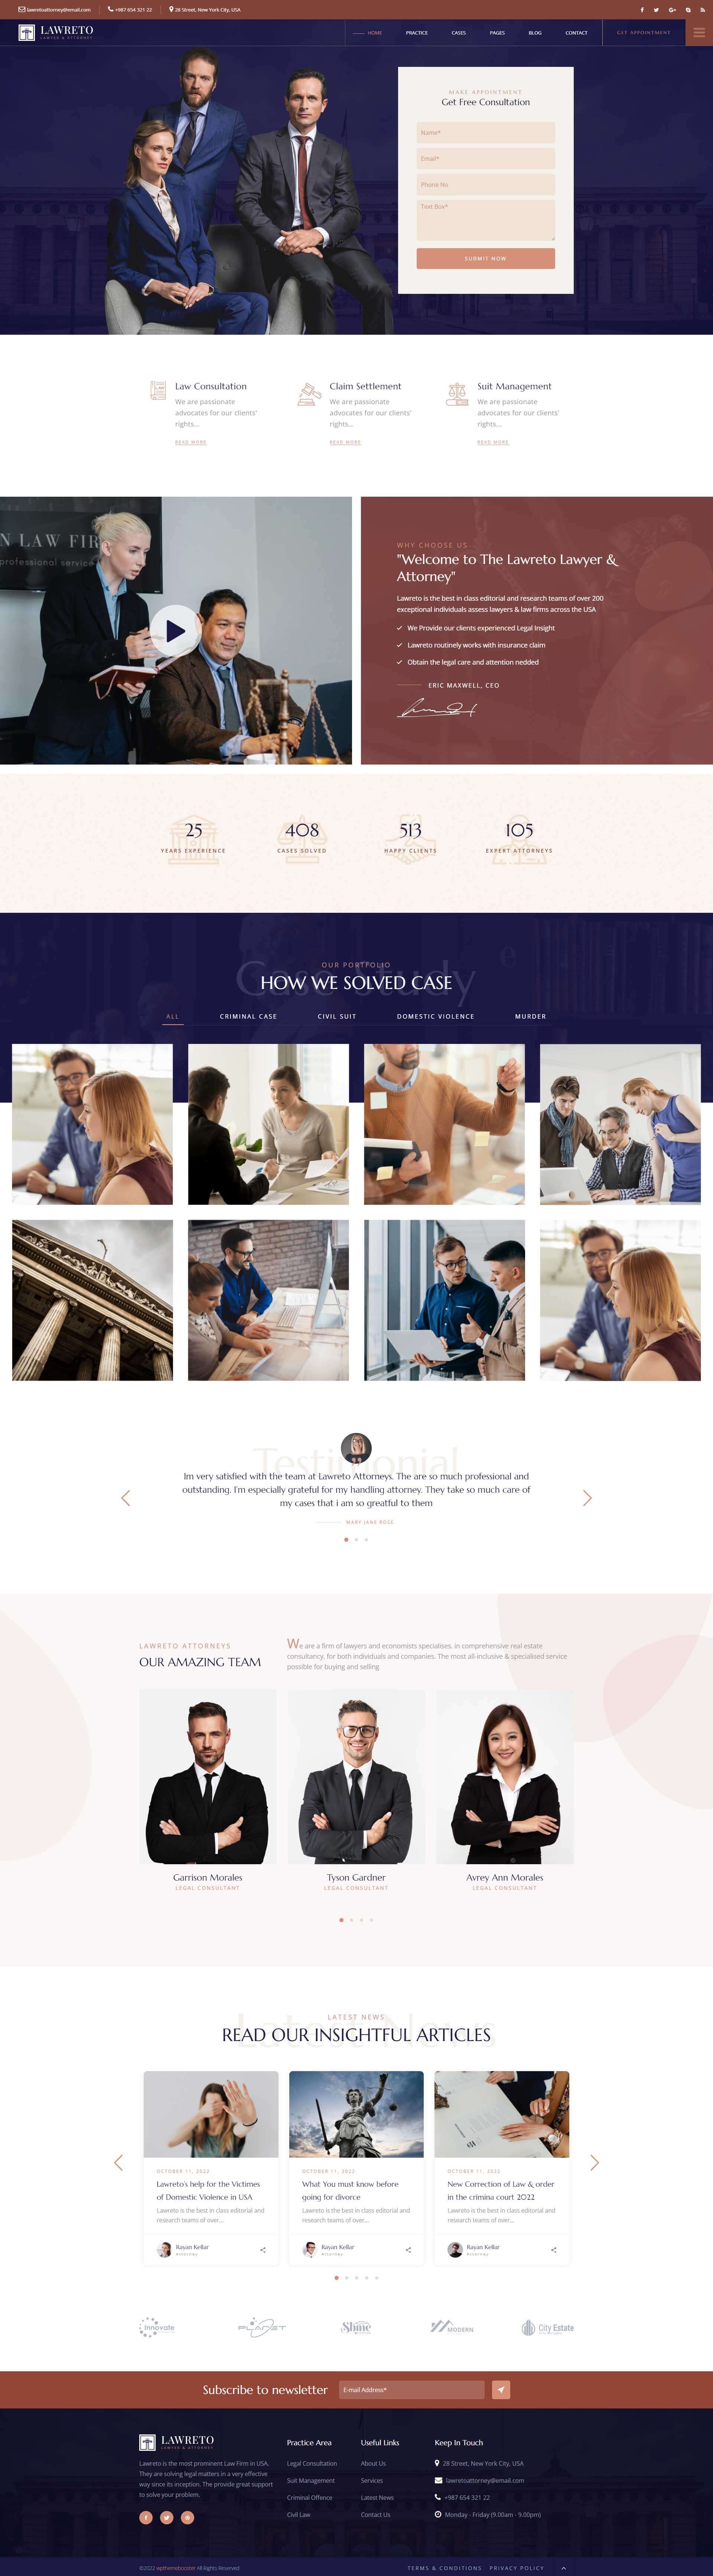 lawretoattorney@email.com
+987 654 321 22
28 Street, New York City, USA
LAWRETO
LAWYER & ATTORNEY
HOME
PRACTICE
CASES
PAGES
BLOG
CONTACT
GET APPOINTMENT
MAKE APPOINTMENT
Get Free Consultation
Name*
Email*
Phone No
Text Box*
SUBMIT NOW
Law Consultation
We are passionate
advocates for our clients'
rights...
READ MORE
Claim Settlement
We are passionate
advocates for our clients'
rights...
READ MORE
Suit Management
We are passionate
advocates for our clients'
rights...
READ MORE
N LAW FIR
professional service
WHY CHOOSE US
"Welcome to The Lawreto Lawyer &
Attorney"
Lawreto is the best in class editorial and research teams of over 200
exceptional individuals assess lawyers & law firms across the USA
We Provide our clients experienced Legal Insight
Lawreto routinely works with insurance claim
Obtain the legal care and attention nedded
ERIC MAXWELL, CEO
25
YEARS EXPERIENCE
408
CASES SOLVED
513
HAPPY CLIENTS
105
EXPERT ATTORNEYS
Case Study
OUR PORTFOLIO
HOW WE SOLVED CASE
ALL
CRIMINAL CASE
CIVIL SUIT
DOMESTIC VIOLENCE
MURDER
Testimonial
Im very satisfied with the team at Lawreto Attorneys. The are so much professional and
outstanding. I'm especially grateful for my handling attorney. They take so much care of
my cases that i am so greatful to them
MARY JANE ROSE
LAWRETO ATTORNEYS
OUR AMAZING TEAM
We are a firm of lawyers and economists specialises. in comprehensive real estate
consultancy, for both individuals and companies. The most all-inclusive & specialised service
possible for buying and selling
Garrison Morales
LEGAL CONSULTANT
Tyson Gardner
LEGAL CONSULTANT
Avrey Ann Morales
LEGAL CONSULTANT
Latest News
LATEST NEWS
READ OUR INSIGHTFUL ARTICLES
OCTOBER 11, 2022
Lawreto's help for the Victimes
of Domestic Violence in USA
Lawreto is the best in class editorial and
research teams of over...
Rayan Kellar
Attorney
OCTOBER 11, 2022
What You must know before
going for divorce
Lawreto is the best in class editorial and
research teams of over...
Rayan Kellar
Attorney
OCTOBER 11, 2022
New Correction of Law & order
in the crimina court 2022
Lawreto is the best in class editorial and
research teams of over...
Rayan Kellar
Attorney
Innovate
PLANET
Shine
MODERN
City Estate
Subscribe to newsletter
E-mail Address*
LAWRETO
LAWYER & ATTORNEY
Lawreto is the most prominent Law Firm in USA.
They are solving legal matters in a very effective
way since its inception. The provide great support
to solve your problem.
Practice Area
Legal Consultation
Suit Management
Criminal Offence
Civil Law
Useful Links
About Us
Services
Latest News
Contact Us
Keep In Touch
28 Street, New York City, USA
lawretoattorney@email.com
+987 654 321 22
Monday - Friday (9.00am - 9.00pm)
©2022 wpthemebooster All Rights Reserved
TERMS & CONDITIONS
PRIVACY POLICY